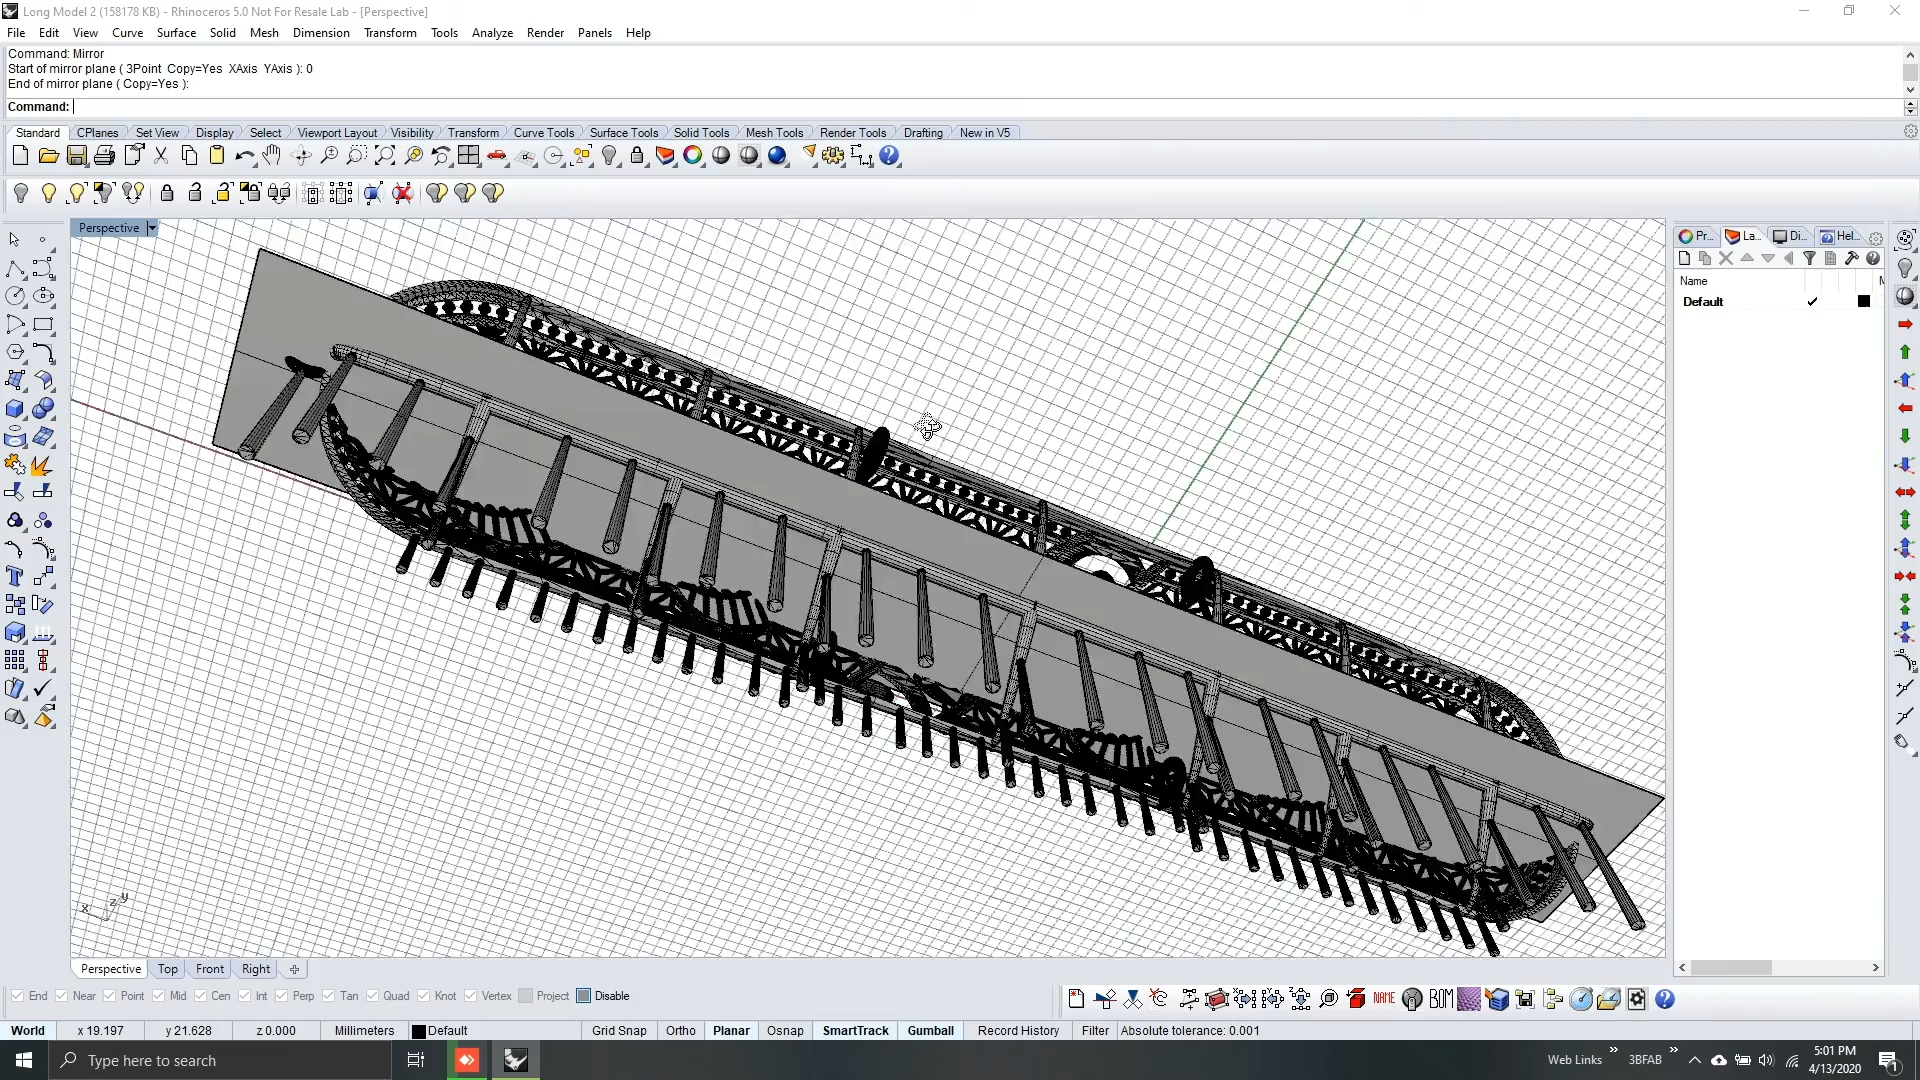 Long Model 2 (158178 KB) - Rhinoceros 5.0 Not For Resale Lab - [Perspective]
File Edit View Curve Surface Solid Mesh Dimension Transform Tools Analyze Render Panels Help
Command: Mirror
Start of mirror plane ( 3Point Copy=Yes XAxis YAxis ): 0
End of mirror plane ( Copy=Yes ):
Command:
Standard CPlanes Set View Display Select Viewport Layout Visibility Transform Curve Tools Surface Tools Solid Tools Mesh Tools Render Tools Drafting New in V5
Perspective
Pr... La... Di... Hel...
Name
Default
x z y
Perspective Top Front Right
End Near Point Mid Cen Int Perp Tan Quad Knot Vertex Project Disable
NAME BOM
World x 19.197 y 21.628 z 0.000 Millimeters Default Grid Snap Ortho Planar Osnap SmartTrack Gumball Record History Filter Absolute tolerance: 0.001
Type here to search
Web Links » 3BFAB »
5:01 PM
4/13/2020
1